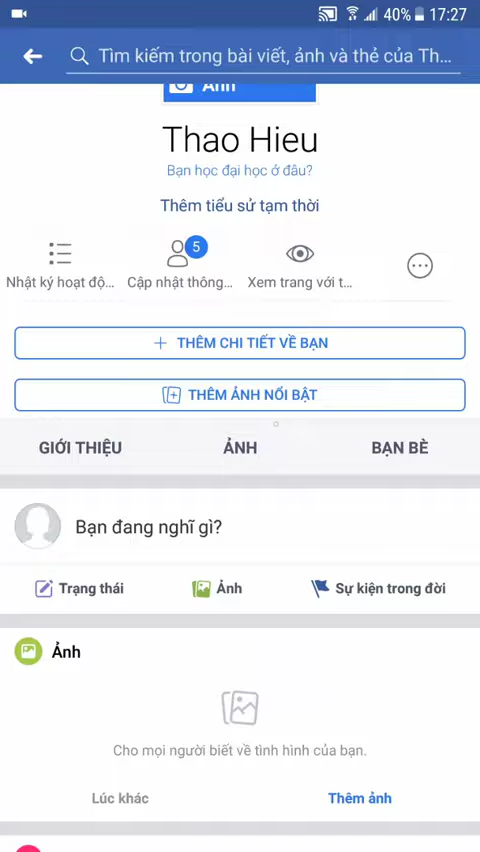 40% 17:27
Tìm kiếm trong bài viết, ảnh và thẻ của Th...
Ảnh
Thao Hieu
Bạn học đại học ở đâu?
Thêm tiểu sử tạm thời
5
Nhật ký hoạt độ... Cập nhật thông... Xem trang với t...
THÊM CHI TIẾT VỀ BẠN
THÊM ẢNH NỔI BẬT
GIỚI THIỆU ẢNH BẠN BÈ
Bạn đang nghĩ gì?
Trạng thái Ảnh Sự kiện trong đời
Ảnh
Cho mọi người biết về tình hình của bạn.
Lúc khác Thêm ảnh